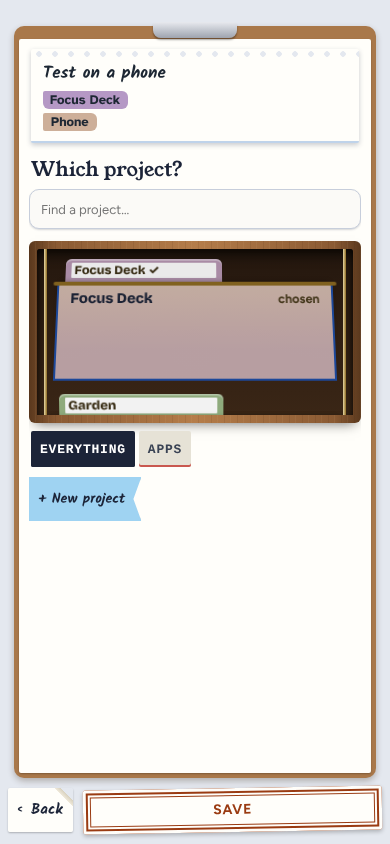 Test on a phone
Focus Deck
Phone
Which project?
Find a project...
Focus Deck ✓
Focus Deck chosen
Garden
EVERYTHING APPS
+ New project
‹ Back SAVE